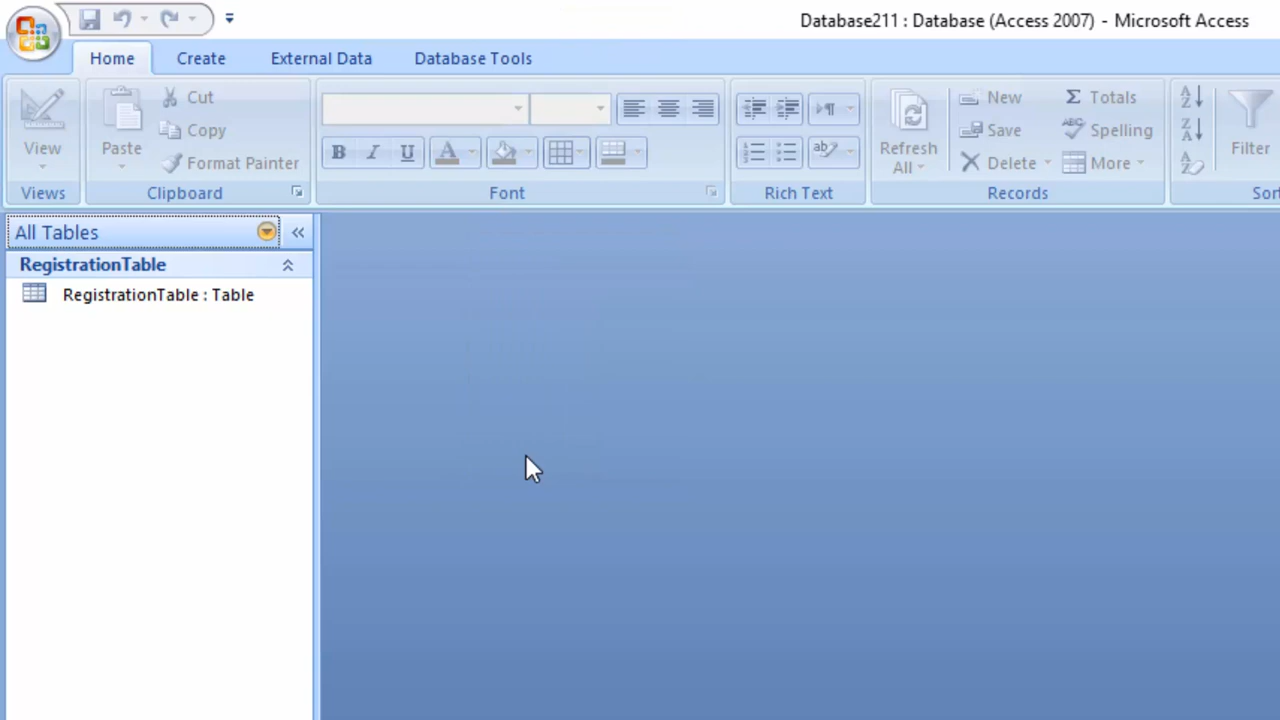 Database211 : Database (Access 2007) - Microsoft Access
Home Create External Data Database Tools
Cut New Totals
Copy Save Spelling
View Paste Refresh All Filter
Format Painter Delete More
B I U
Views Clipboard Font Rich Text Records Sort
All Tables
RegistrationTable
RegistrationTable : Table